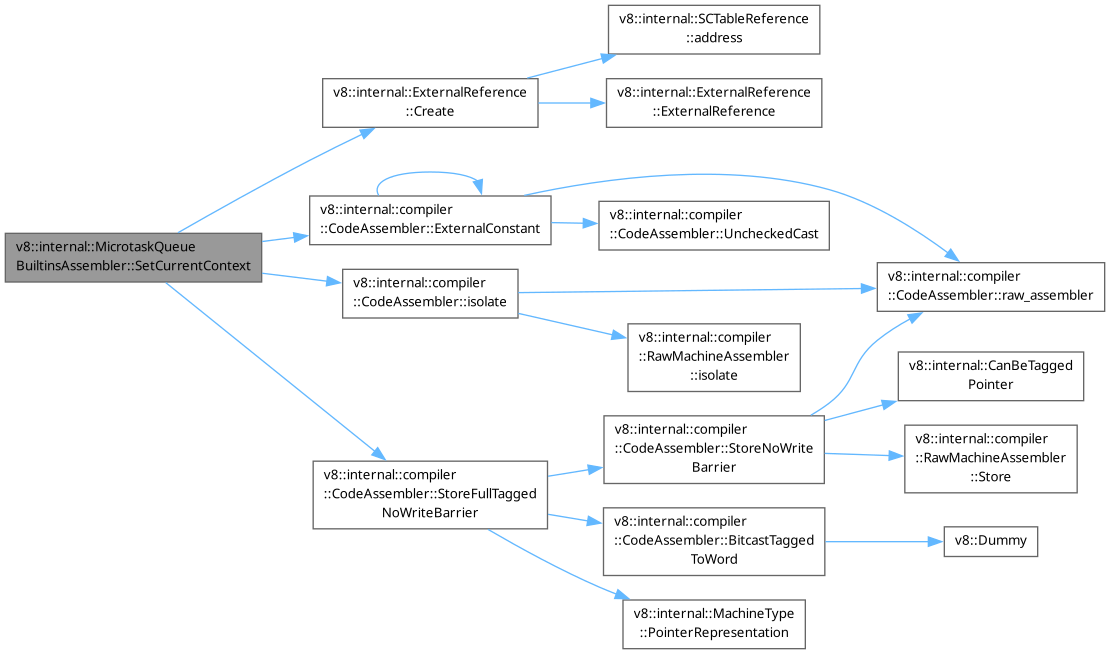 v8::internal::SCTableReference
::address
v8::internal::ExternalReference
::Create
v8::internal::ExternalReference
::ExternalReference
v8::internal::compiler
::CodeAssembler::ExternalConstant
v8::internal::compiler
::CodeAssembler::UncheckedCast
v8::internal::MicrotaskQueue
BuiltinsAssembler::SetCurrentContext
v8::internal::compiler
::CodeAssembler::isolate
v8::internal::compiler
::CodeAssembler::raw_assembler
v8::internal::compiler
::RawMachineAssembler
::isolate
v8::internal::CanBeTagged
Pointer
v8::internal::compiler
::CodeAssembler::StoreNoWrite
Barrier
v8::internal::compiler
::RawMachineAssembler
::Store
v8::internal::compiler
::CodeAssembler::StoreFullTagged
NoWriteBarrier
v8::internal::compiler
::CodeAssembler::BitcastTagged
ToWord
v8::Dummy
v8::internal::MachineType
::PointerRepresentation